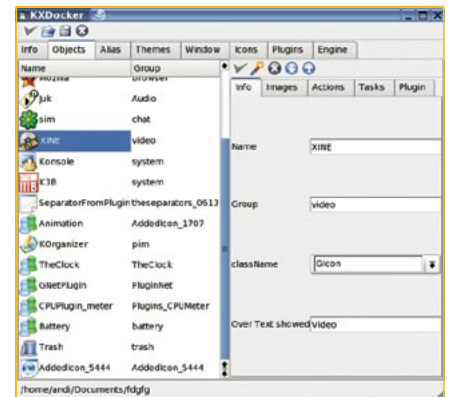 KXDocker
Info Objects Alias Themes Window Icons Plugins Engine
Name Group
Mozilla browser
Juk Audio
sim chat
XINE video
Konsole system
K3B system
SeparatorFromPlugin theseparators_0613
Animation AddedIcon_1707
KOrganizer pim
TheClock TheClock
GNetPlugin PluginNet
CPUPlugin_meter Plugins_CPUMeter
Battery battery
Trash trash
AddedIcon_5444 AddedIcon_5444
Info Images Actions Tasks Plugin
Name XINE
Group video
className GIcon
Over Text showed video
/home/andi/Documents/fdgfg